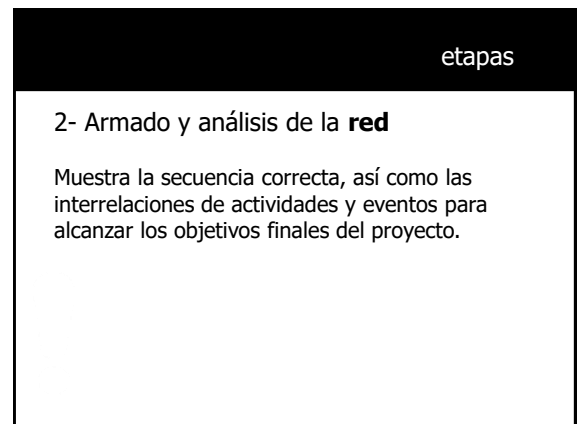 etapas
2- Armado y análisis de la red
Muestra la secuencia correcta, así como las
interrelaciones de actividades y eventos para
alcanzar los objetivos finales del proyecto.